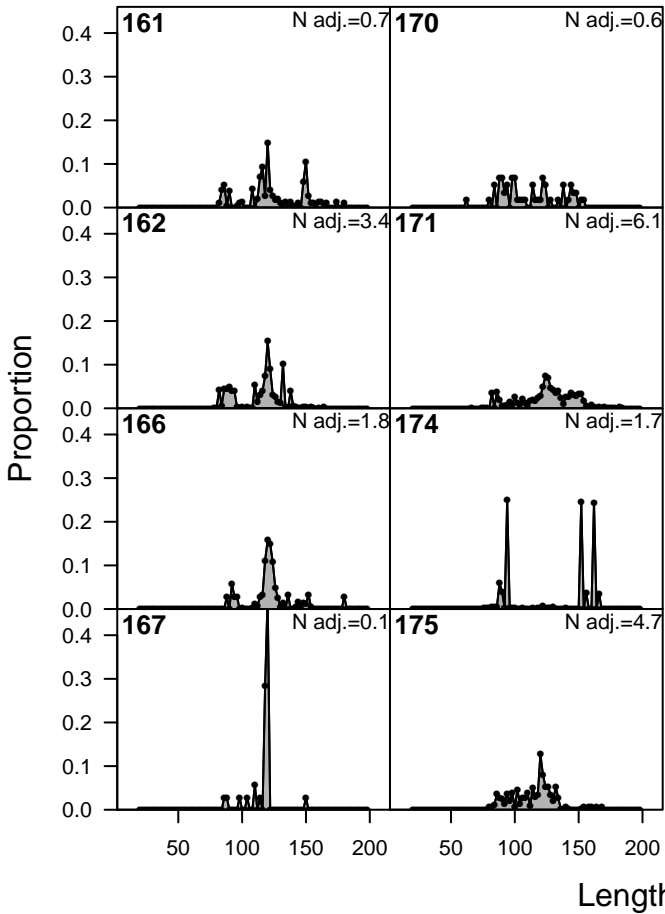 161 N adj.=0.7 170 N adj.=0.6
0.4
0.3
0.2
0.1
0.0
162 N adj.=3.4 171 N adj.=6.1
0.4
0.3
0.2
0.1
0.0
166 N adj.=1.8 174 N adj.=1.7
0.4
0.3
0.2
0.1
0.0
167 N adj.=0.1 175 N adj.=4.7
0.4
0.3
0.2
0.1
0.0
50 100 150 200 50 100 150 200
Proportion
Length